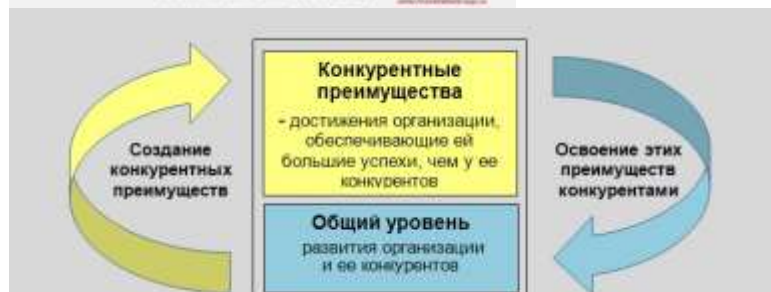 Конкурентные
преимущества
- достижения организации,
обеспечивающие ей
большие успехи, чем у ее
конкурентов
Создание
конкурентных
преимуществ
Освоение этих
преимуществ
конкурентами
Общий уровень
развития организации
и ее конкурентов